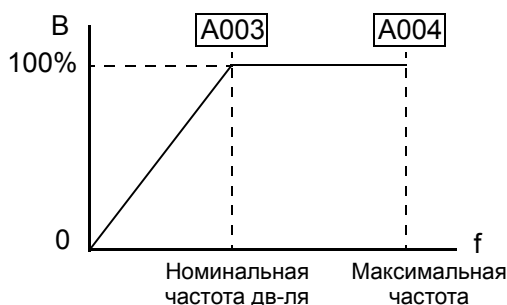 В
A003
A004
100%
0
f
Номинальная
частота дв-ля
Максимальная
частота